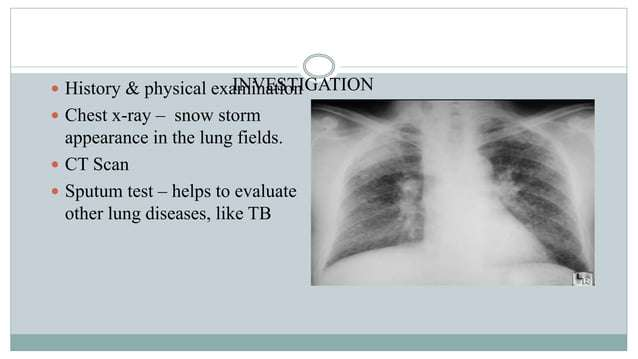 INVESTIGATION
• History & physical examination
• Chest x-ray – snow storm
appearance in the lung fields.
• CT Scan
• Sputum test – helps to evaluate
other lung diseases, like TB